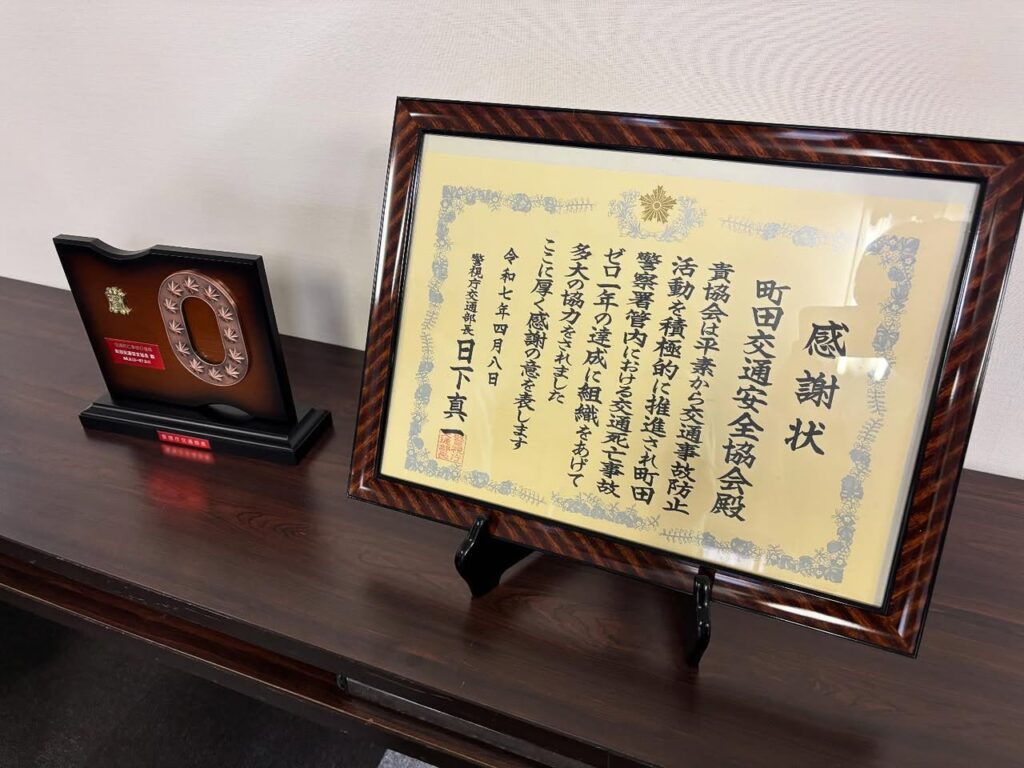 感謝状
町田交通安全協会殿
貴協会は平素から交通事故防止
活動を積極的に推進され町田
警察署管内における交通死亡事故
ゼロ一年の達成に組織をあげて
多大の協力をされました
ここに厚く感謝の意を表します
令和七年四月八日
警視庁交通部長 日下真一
0